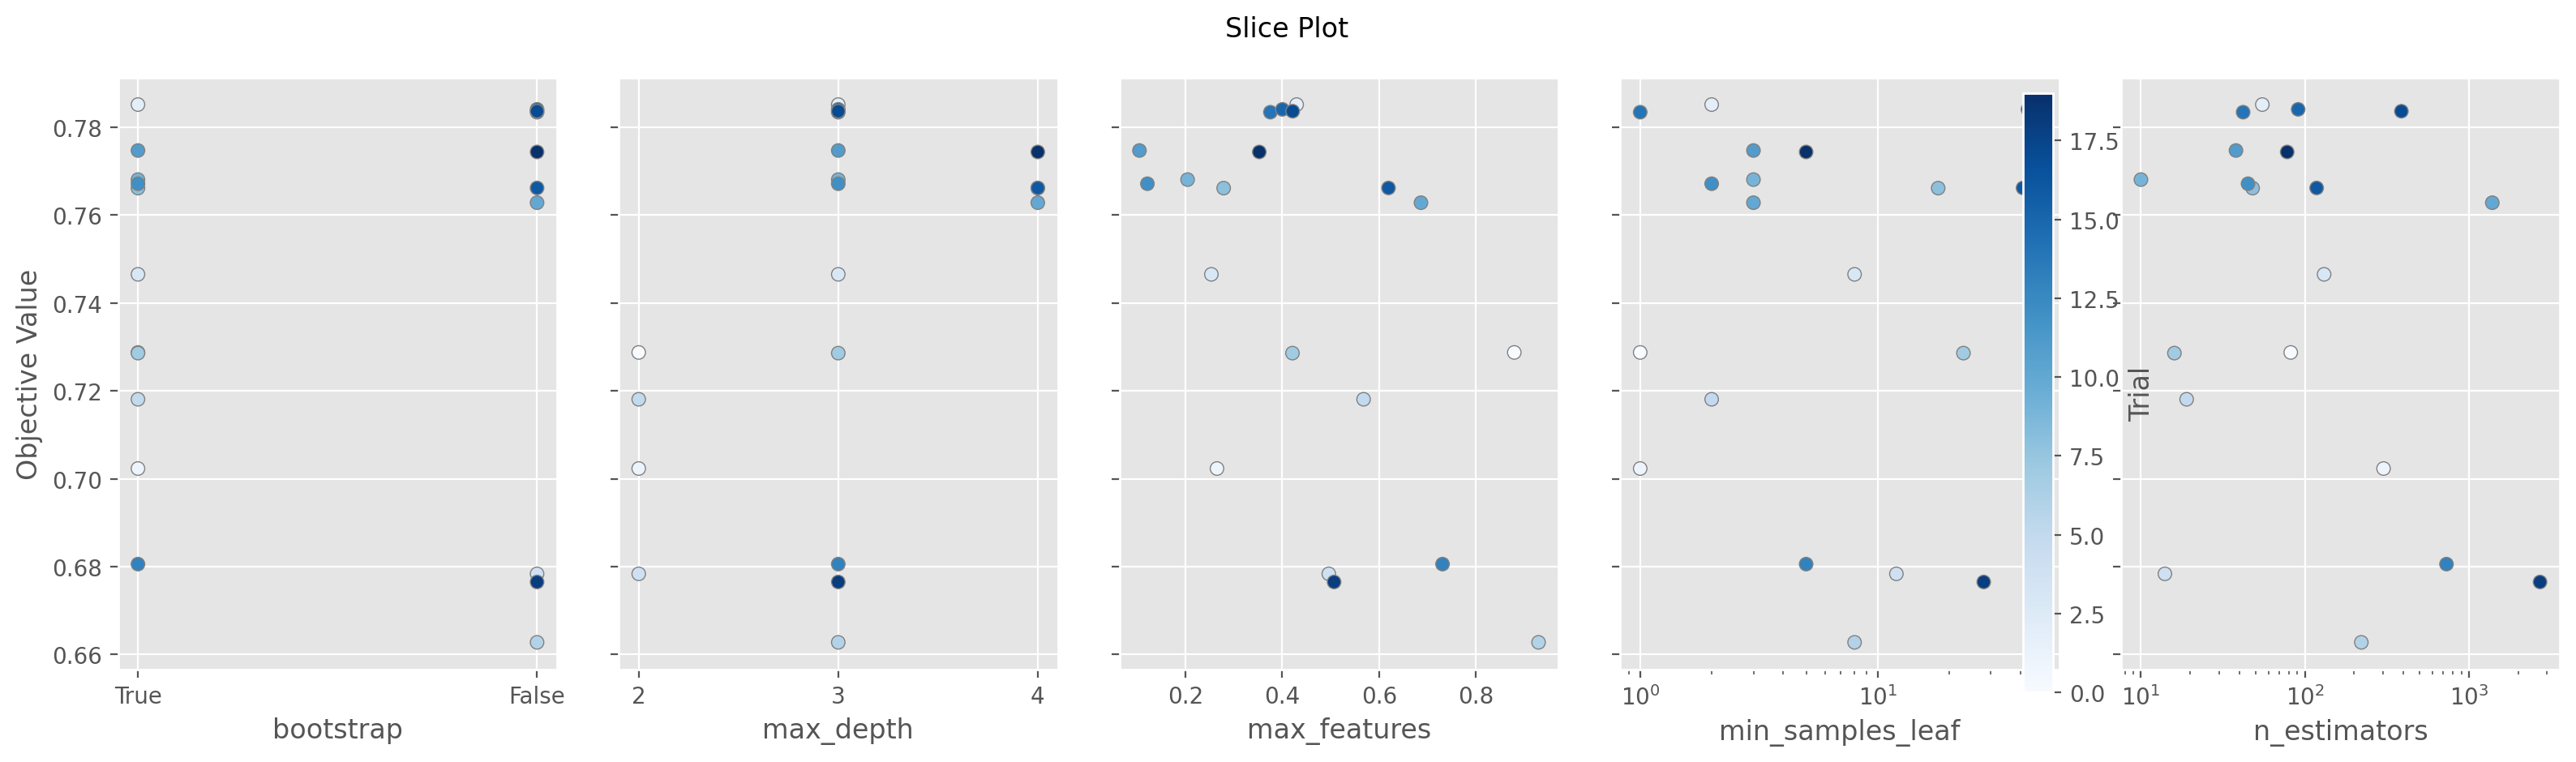 Slice Plot
Objective Value
0.78
0.76
0.74
0.72
0.70
0.68
0.66
True
False
bootstrap
2
3
4
max_depth
0.2
0.4
0.6
0.8
max_features
10⁰
10¹
min_samples_leaf
17.5
15.0
12.5
10.0
7.5
5.0
2.5
0.0
Trial
10¹
10²
10³
n_estimators